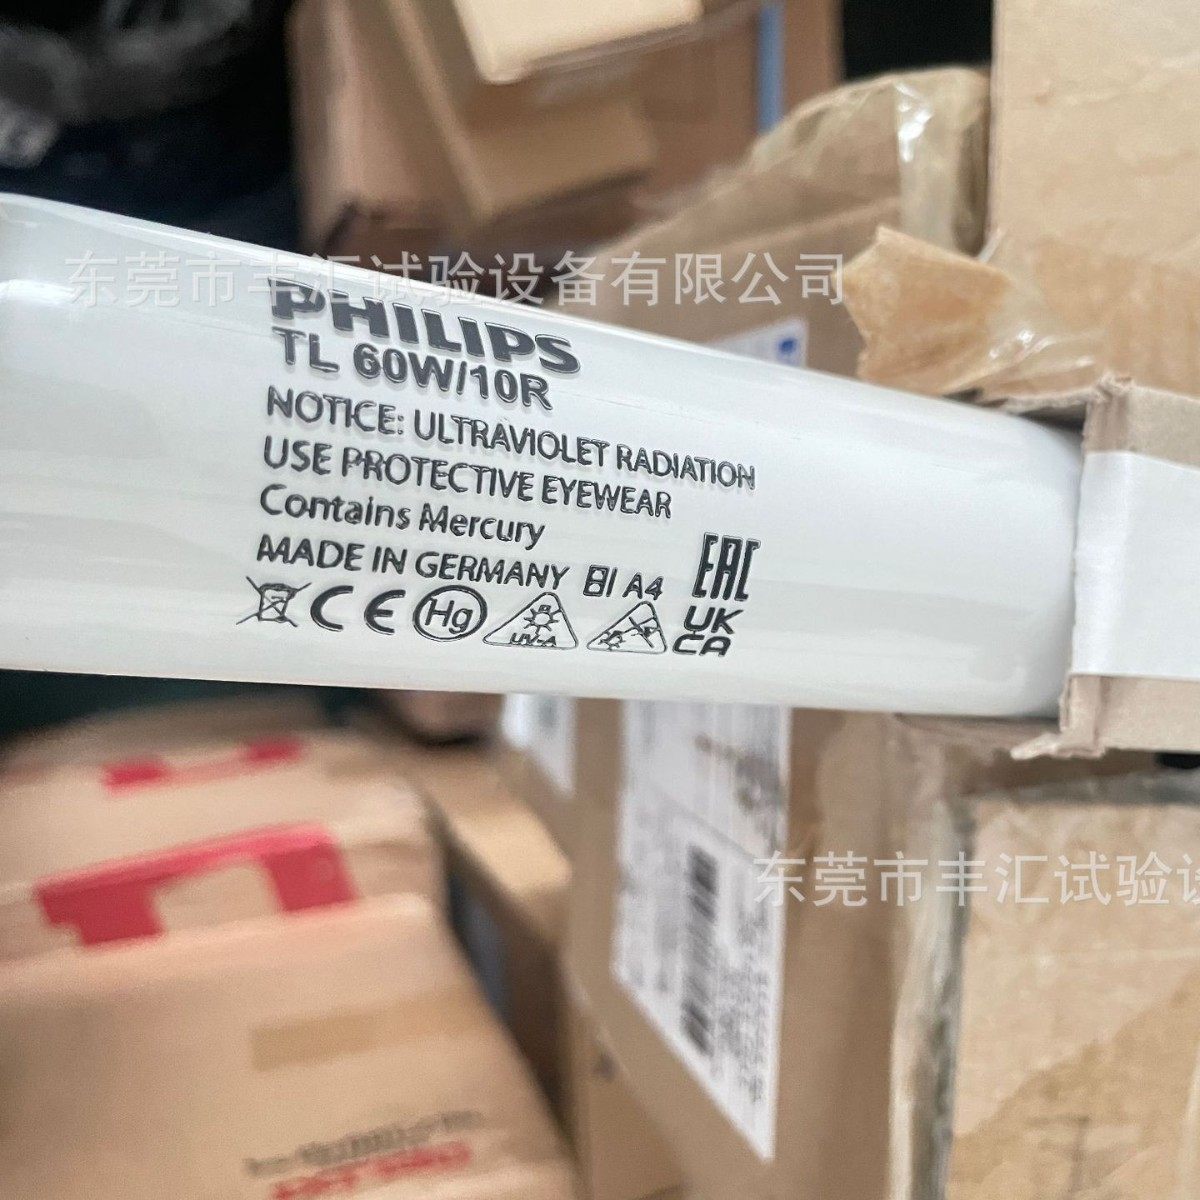 东莞市丰汇试验设备有限公司
PHILIPS
TL 60W/10R
NOTICE: ULTRAVIOLET RADIATION
USE PROTECTIVE EYEWEAR
Contains Mercury
MADE IN GERMANY A4
EAC
CE Hg UV-A
UK
CA
东莞市丰汇试验设